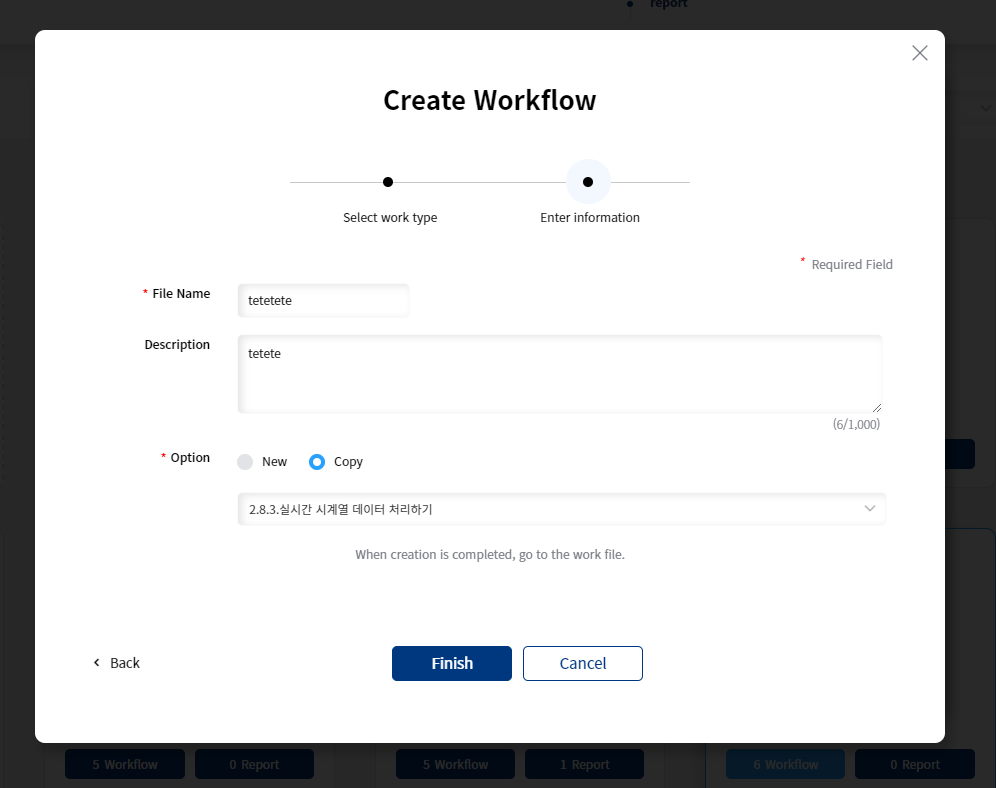 report
Create Workflow
Select work type
Enter information
* Required Field
* File Name
tetetete
Description
tetete
(6/1,000)
* Option
New
Copy
2.8.3.실시간 시계열 데이터 처리하기
When creation is completed, go to the work file.
Back
Finish
Cancel
5 Workflow
0 Report
5 Workflow
1 Report
6 Workflow
0 Report